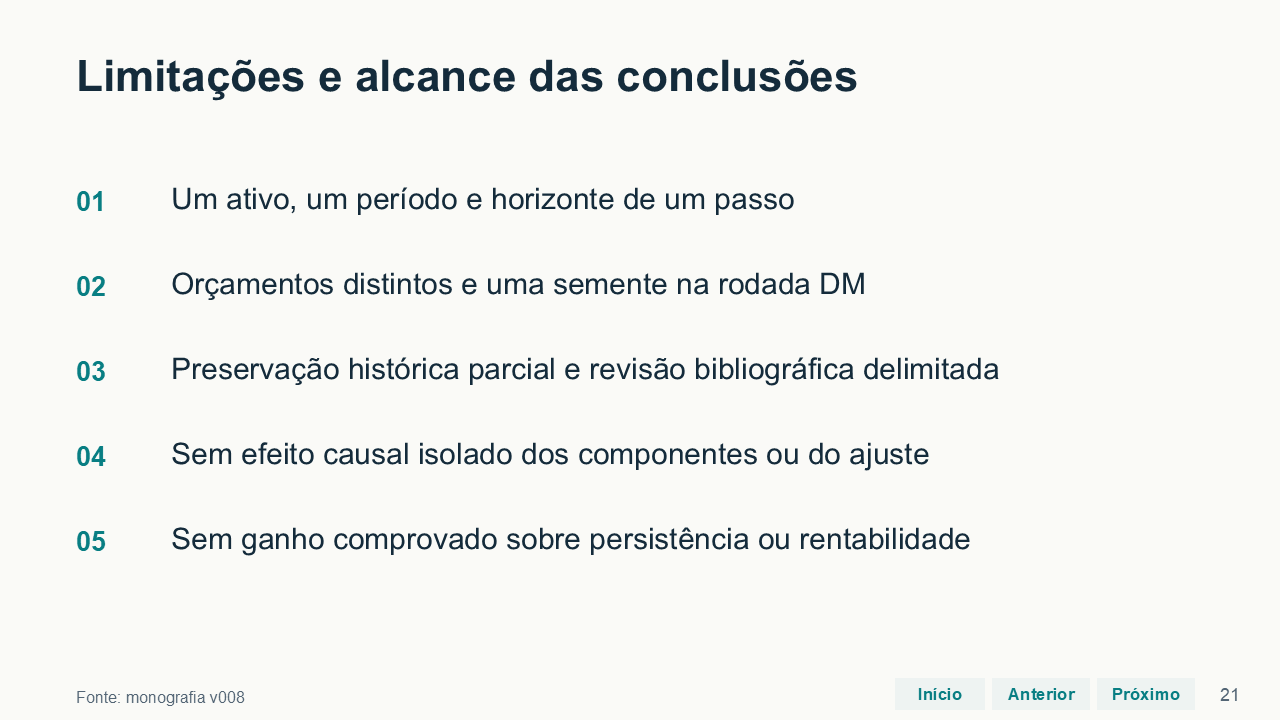 Limitações e alcance das conclusões
01 Um ativo, um período e horizonte de um passo
02 Orçamentos distintos e uma semente na rodada DM
03 Preservação histórica parcial e revisão bibliográfica delimitada
04 Sem efeito causal isolado dos componentes ou do ajuste
05 Sem ganho comprovado sobre persistência ou rentabilidade
Fonte: monografia v008
Início Anterior Próximo 21